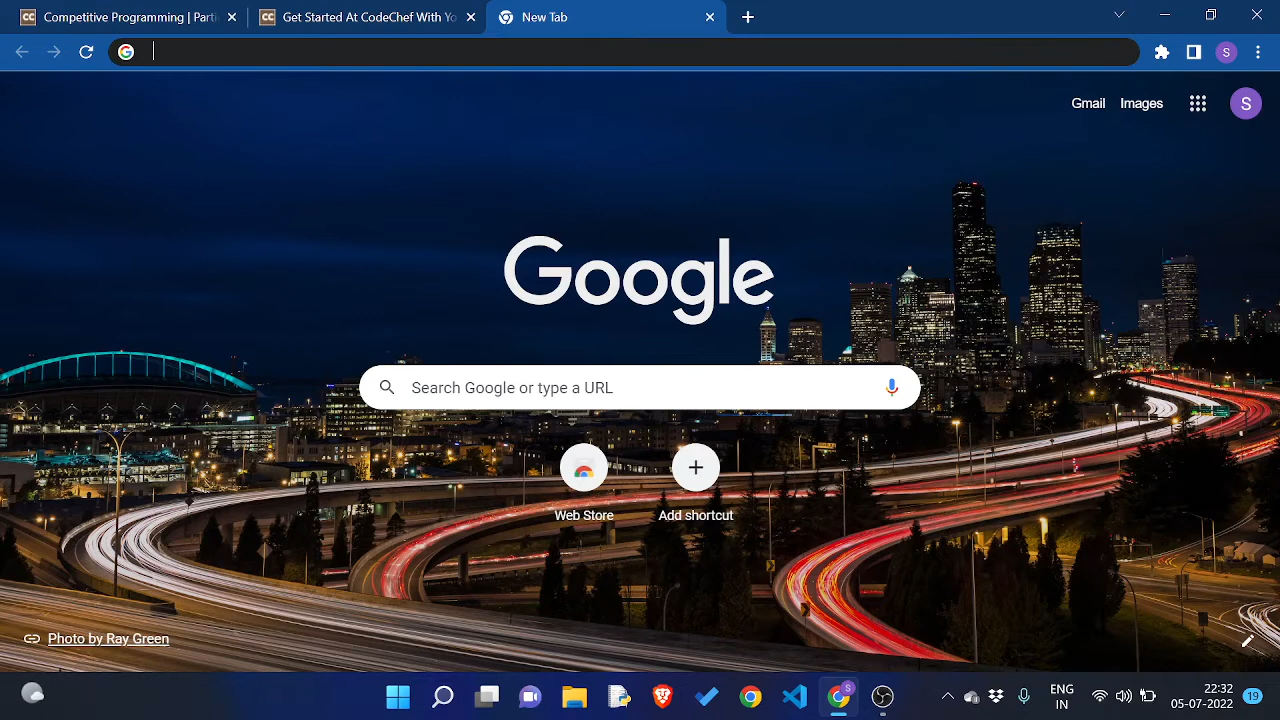 Competitive Programming | Parti
Get Started At CodeChef With Yo
New Tab
S
Gmail
Images
S
Google
Search Google or type a URL
Web Store
Add shortcut
Photo by Ray Green
S
ENG
IN
22:32
05-07-2022
19